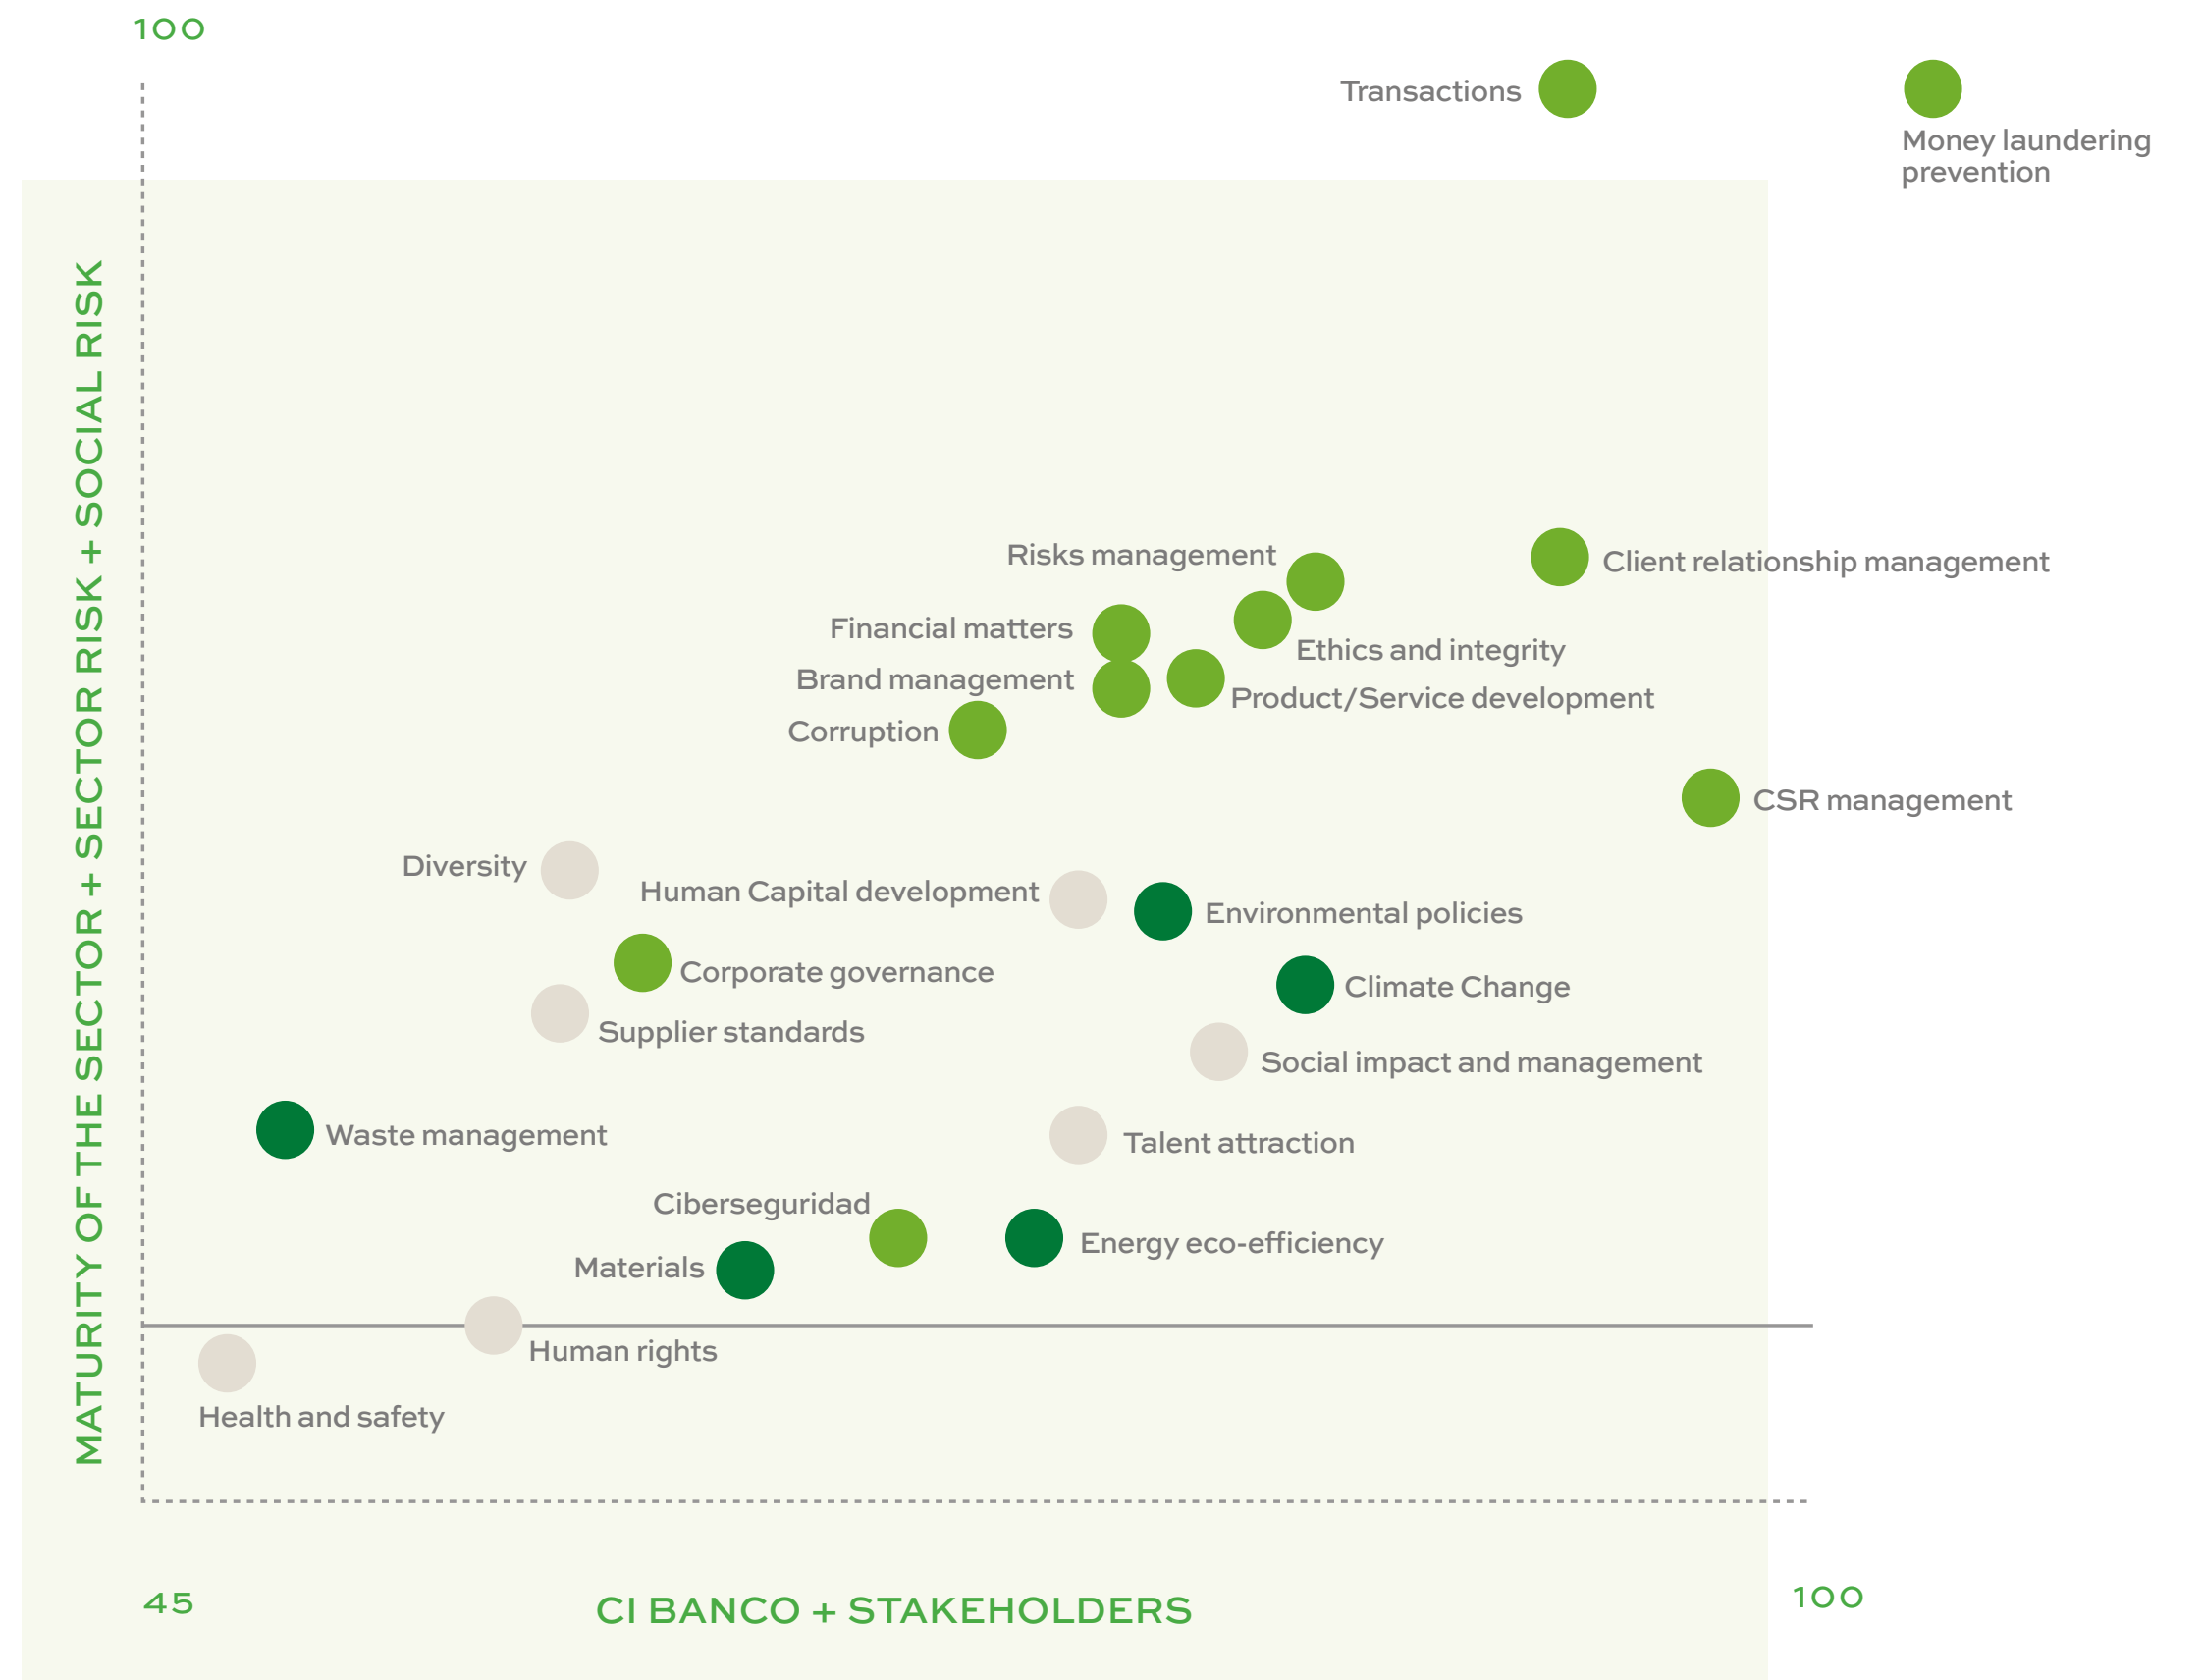 100
Transactions
Money laundering
prevention
MATURITY OF THE SECTOR + SECTOR RISK + SOCIAL RISK
Risks management
Client relationship management
Financial matters
Ethics and integrity
Brand management
Product/Service development
Corruption
CSR management
Diversity
Human Capital development
Environmental policies
Corporate governance
Climate Change
Supplier standards
Social impact and management
Waste management
Talent attraction
Ciberseguridad
Energy eco-efficiency
Materials
Human rights
Health and safety
45
CI BANCO + STAKEHOLDERS
100